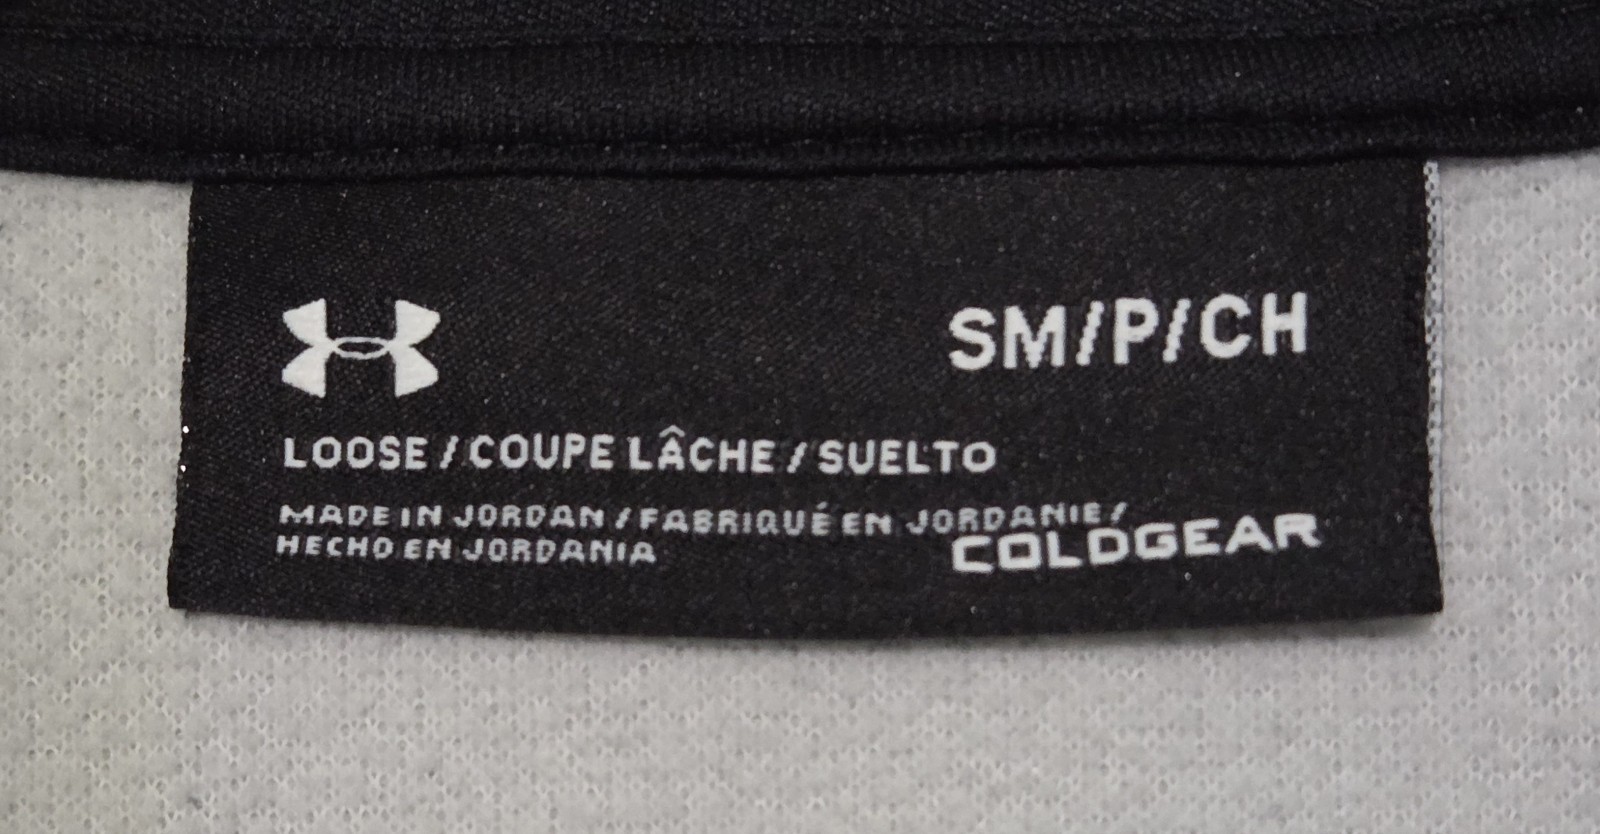 SM/P/CH
LOOSE / COUPE LÂCHE / SUELTO
MADE IN JORDAN / FABRIQUÉ EN JORDANIE /
HECHO EN JORDANIA
COLDGEAR